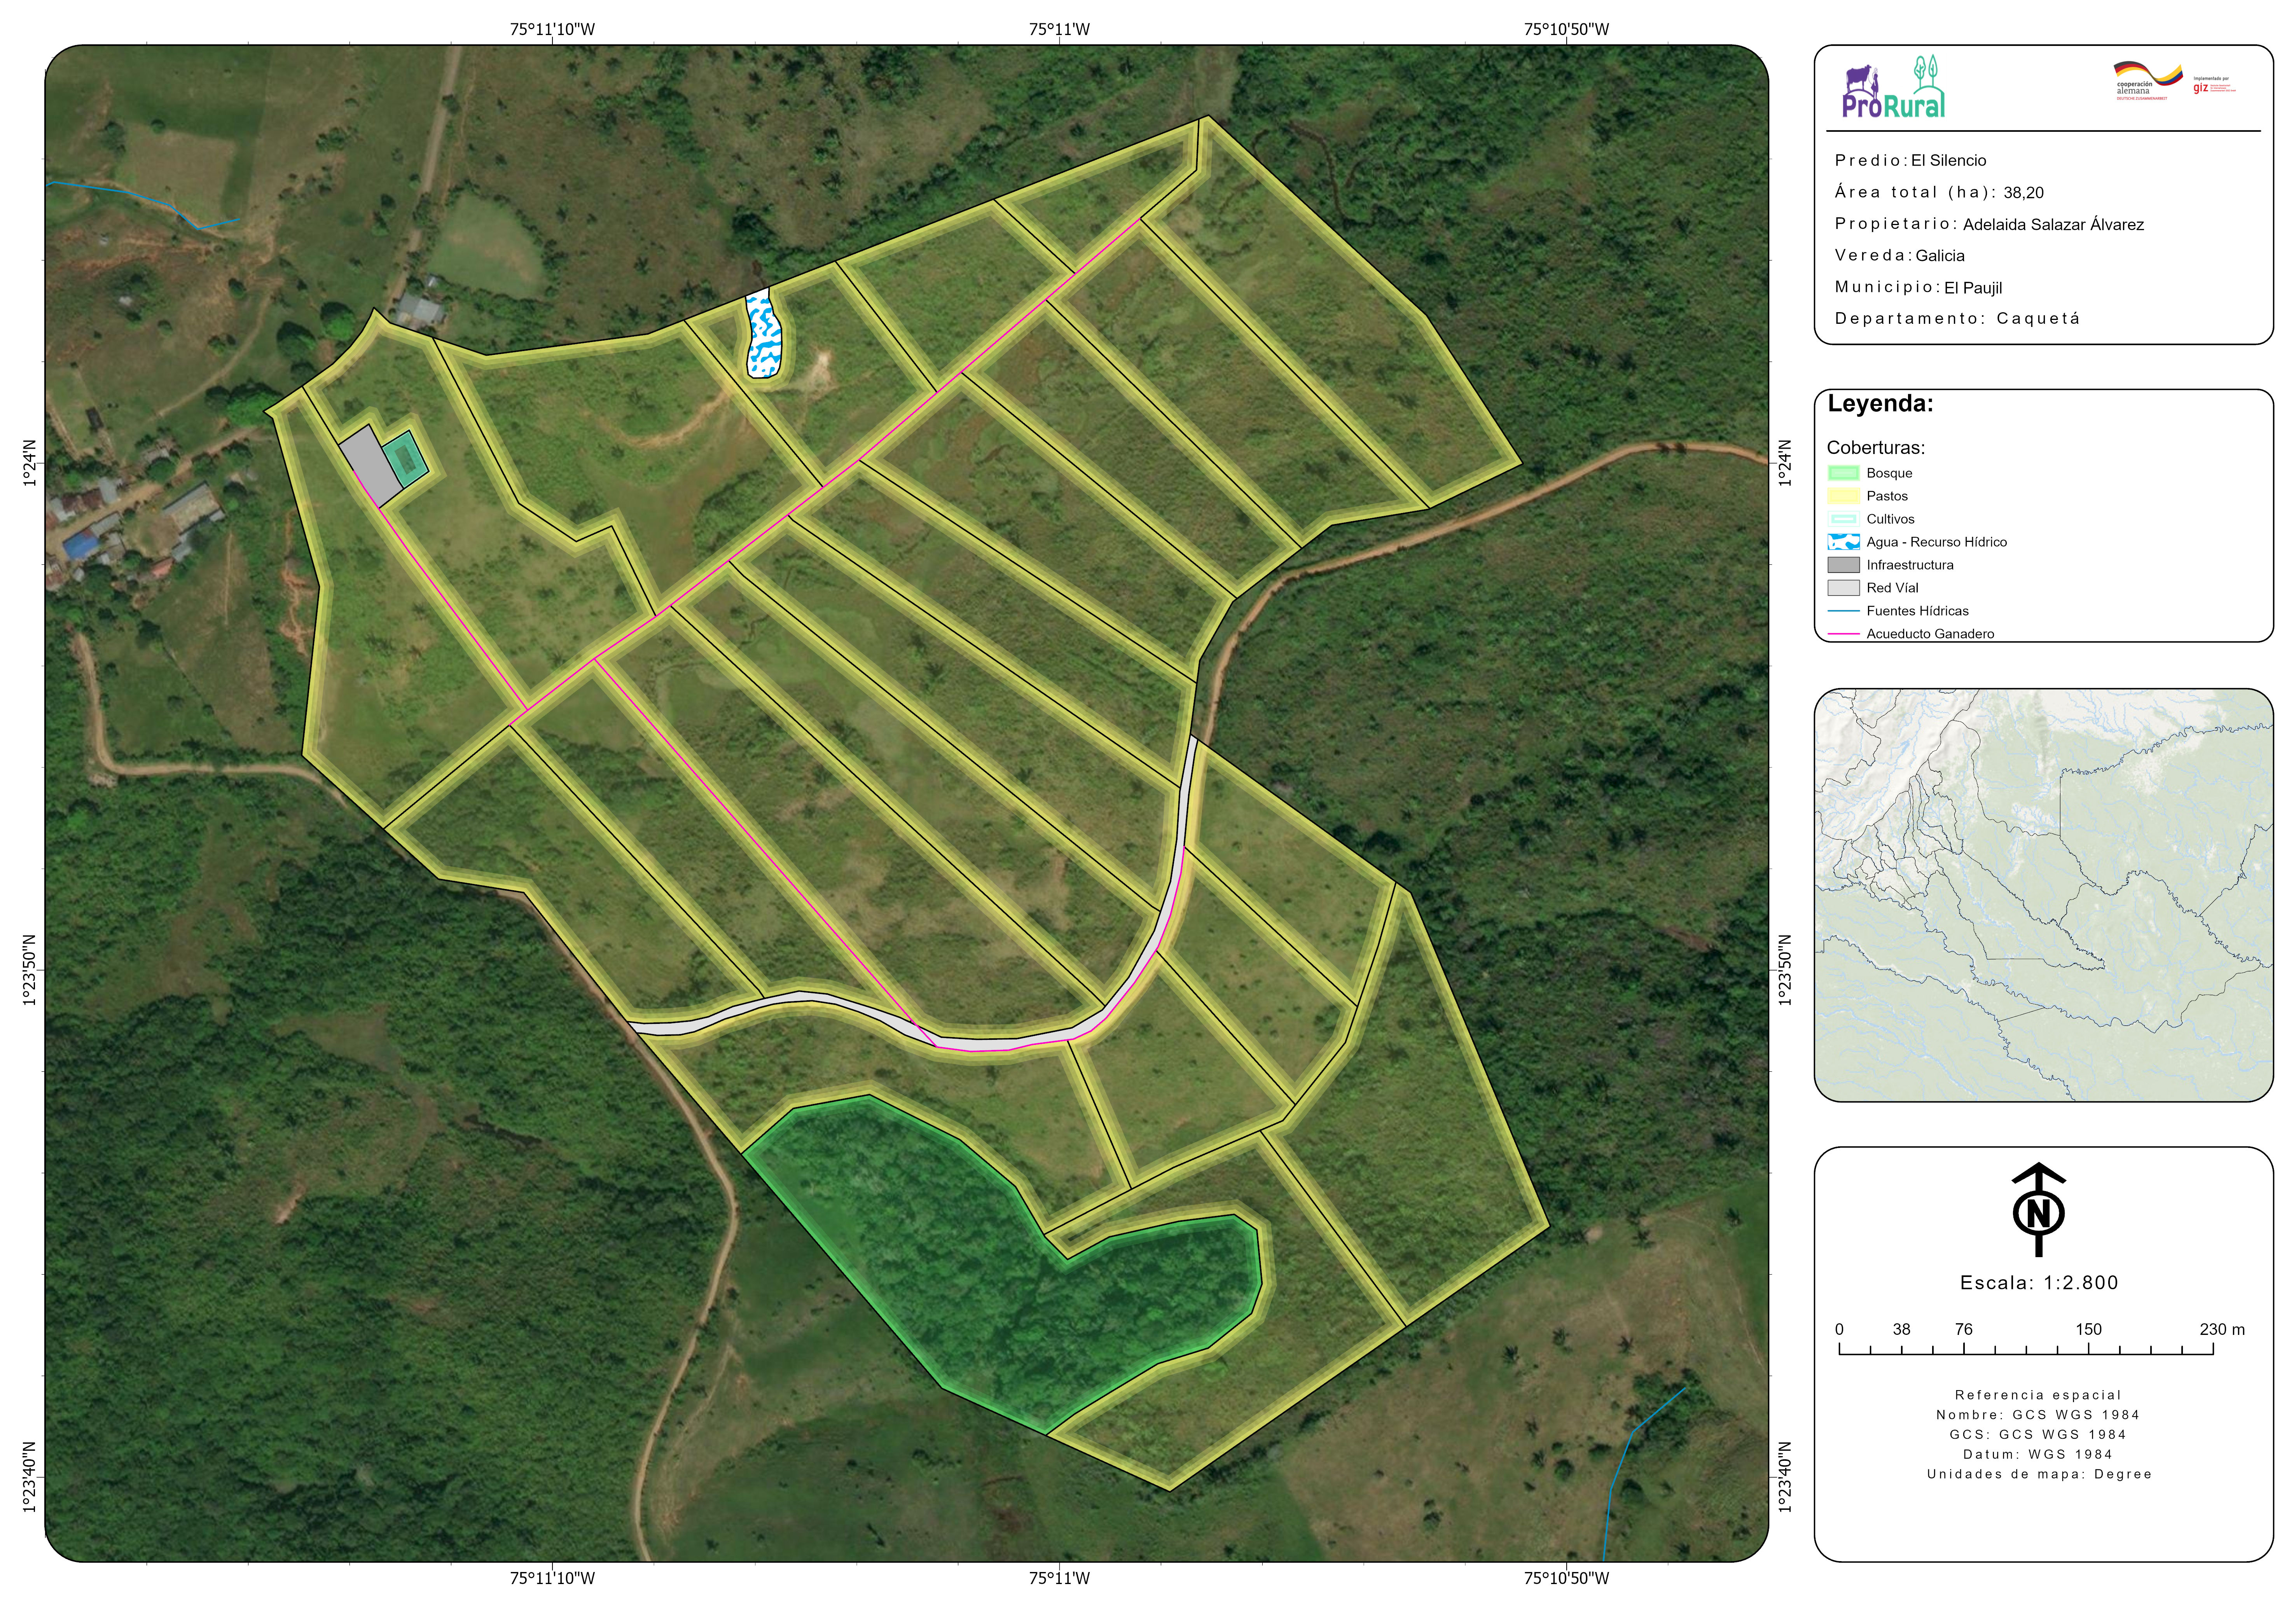 75°11'10"W
75°11'W
75°10'50"W
1°24'N
1°23'50"N
1°23'40"N
1°24'N
1°23'50"N
1°23'40"N
75°11'10"W
75°11'W
75°10'50"W
ProRural
cooperación
alemana
DEUTSCHE ZUSAMMENARBEIT
Implementada por
giz
Predio: El Silencio
Área total (ha): 38,20
Propietario: Adelaida Salazar Álvarez
Vereda: Galicia
Municipio: El Paujil
Departamento: Caquetá
Leyenda:
Coberturas:
Bosque
Pastos
Cultivos
Agua - Recurso Hídrico
Infraestructura
Red Víal
Fuentes Hídricas
Acueducto Ganadero
N
Escala: 1:2.800
0 38 76 150 230 m
Referencia espacial
Nombre: GCS WGS 1984
GCS: GCS WGS 1984
Datum: WGS 1984
Unidades de mapa: Degree